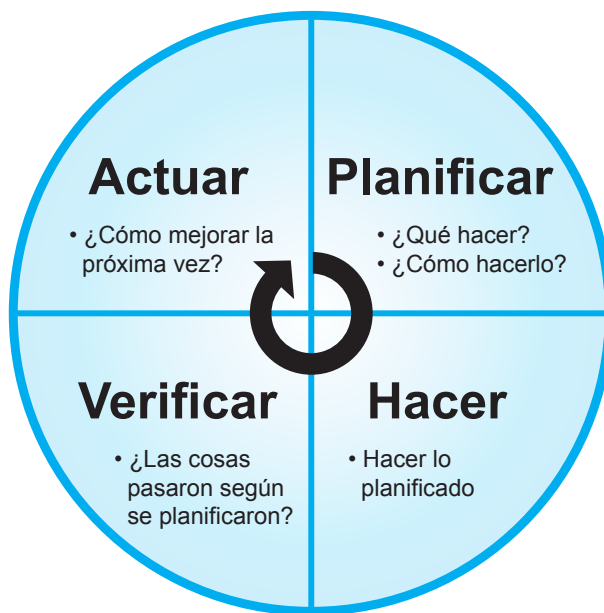 Actuar
• ¿Cómo mejorar la
próxima vez?
Planificar
• ¿Qué hacer?
• ¿Cómo hacerlo?
Verificar
• ¿Las cosas
pasaron según
se planificaron?
Hacer
• Hacer lo
planificado